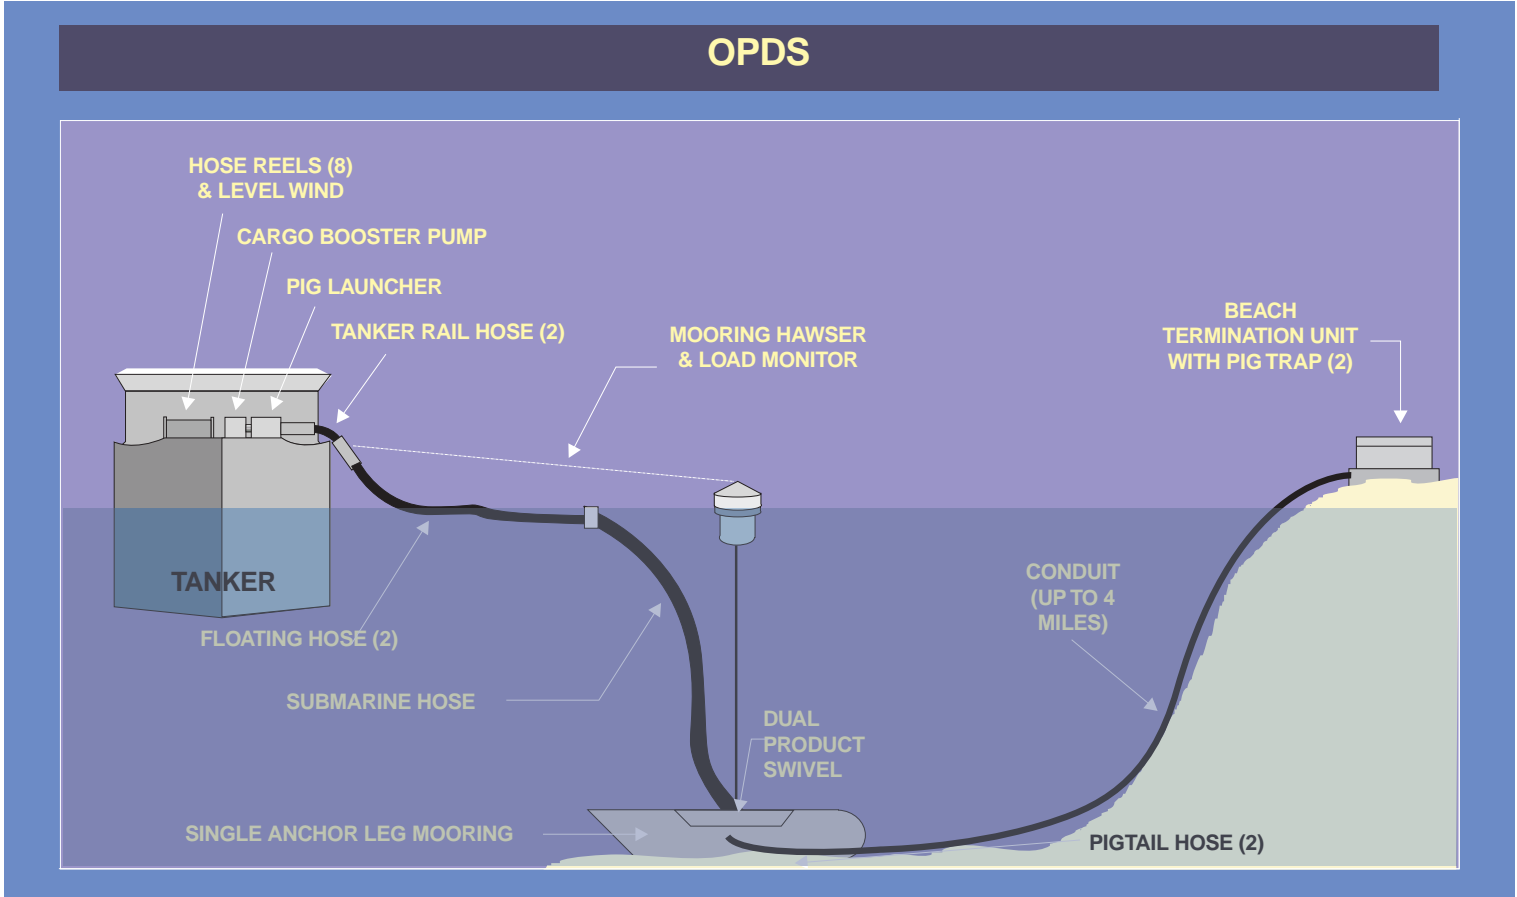 OPDS
HOSE REELS (8)
& LEVEL WIND
CARGO BOOSTER PUMP
PIG LAUNCHER
TANKER RAIL HOSE (2)
MOORING HAWSER
& LOAD MONITOR
BEACH
TERMINATION UNIT
WITH PIG TRAP (2)
TANKER
FLOATING HOSE (2)
SUBMARINE HOSE
CONDUIT
(UP TO 4
MILES)
DUAL
PRODUCT
SWIVEL
SINGLE ANCHOR LEG MOORING
PIGTAIL HOSE (2)